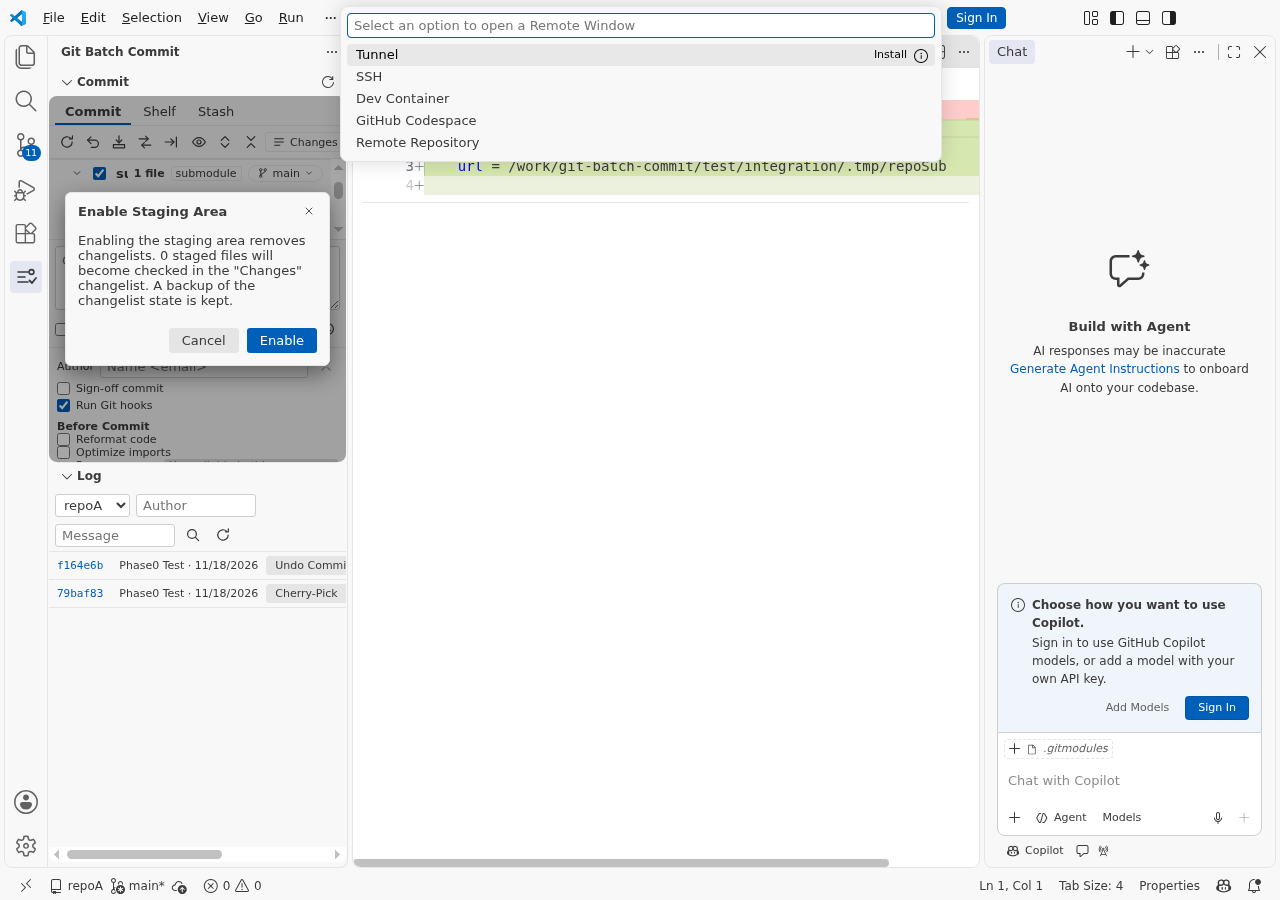 File Edit Selection View Go Run
Select an option to open a Remote Window
Sign In
Tunnel
Install
SSH
Dev Container
GitHub Codespace
Remote Repository
Git Batch Commit
Commit
Commit Shelf Stash
Changes
1 file submodule main
11
Enable Staging Area
Enabling the staging area removes
changelists. 0 staged files will
become checked in the "Changes"
changelist. A backup of the
changelist state is kept.
Cancel Enable
Author Name <email>
Sign-off commit
Run Git hooks
Before Commit
Reformat code
Optimize imports
Log
repoA Author
Message
f164e6b Phase0 Test · 11/18/2026 Undo Commi
79baf83 Phase0 Test · 11/18/2026 Cherry-Pick
3+ url = /work/git-batch-commit/test/integration/.tmp/repoSub
4+
Chat
Build with Agent
AI responses may be inaccurate
Generate Agent Instructions to onboard
AI onto your codebase.
Choose how you want to use
Copilot.
Sign in to use GitHub Copilot
models, or add a model with your
own API key.
Add Models Sign In
.gitmodules
Chat with Copilot
Agent Models
Copilot
repoA main* 0 0
Ln 1, Col 1 Tab Size: 4 Properties